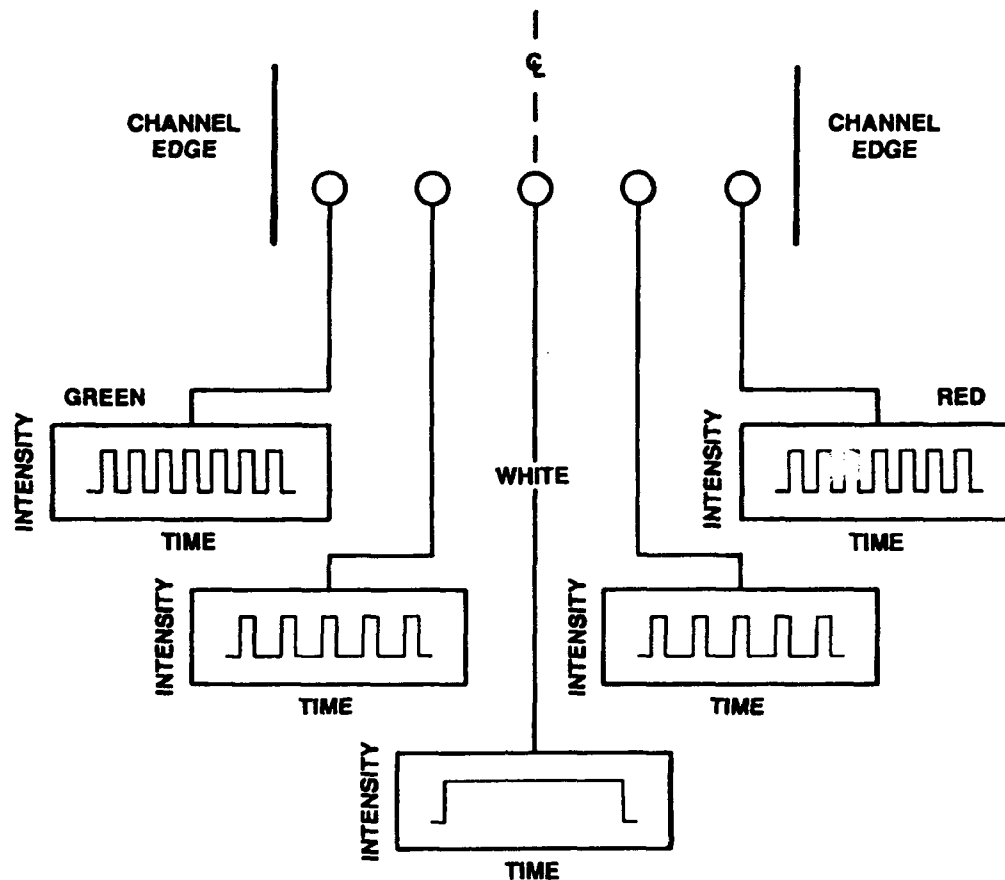 ℄
CHANNEL
EDGE
CHANNEL
EDGE
GREEN
RED
INTENSITY
INTENSITY
WHITE
TIME
TIME
INTENSITY
INTENSITY
TIME
TIME
INTENSITY
TIME